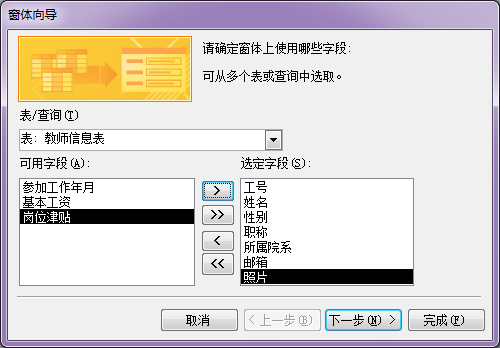 窗体向导
请确定窗体上使用哪些字段:
可从多个表或查询中选取。
表/查询(T)
表: 教师信息表
可用字段(A):
选定字段(S):
参加工作年月
基本工资
岗位津贴
>
>>
<
<<
工号
姓名
性别
职称
所属院系
邮箱
照片
取消
< 上一步(B)
下一步(N) >
完成(F)